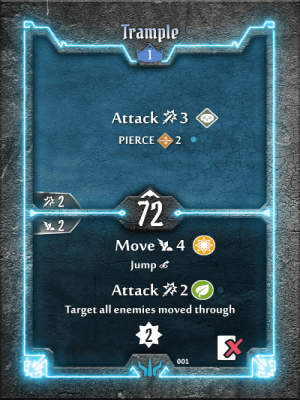 Trample
1
Attack 3
PIERCE 2
2
72
2
Move 4
Jump
Attack 2
Target all enemies moved through
2
001